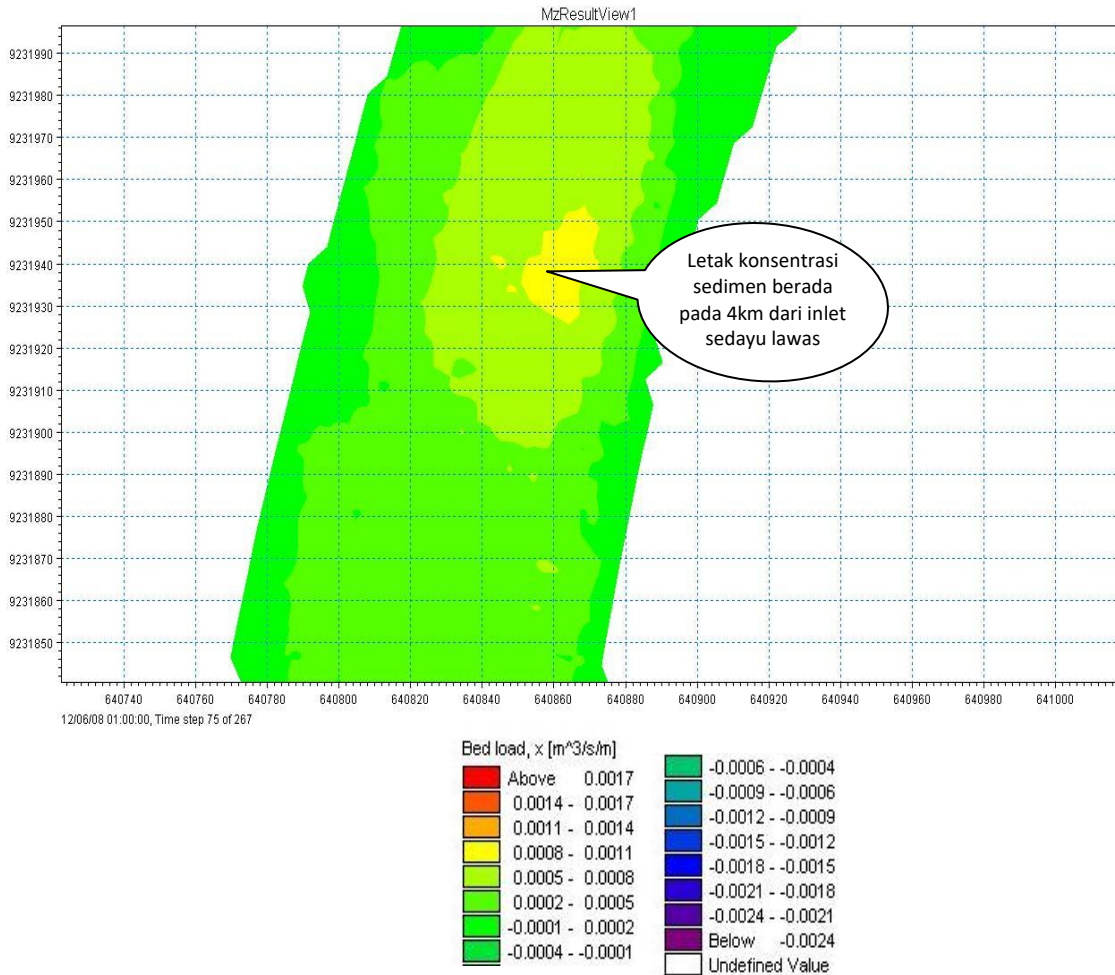 MzResultView1
9231990
9231980
9231970
9231960
9231950
9231940
9231930
9231920
9231910
9231900
9231890
9231880
9231870
9231860
9231850
Letak konsentrasi
sedimen berada
pada 4km dari inlet
sedayu lawas
640740 640760 640780 640800 640820 640840 640860 640880 640900 640920 640940 640960 640980 641000
12/06/08 01:00:00, Time step 75 of 267
Bed load, x [m^3/s/m]
Above 0.0017
0.0014 - 0.0017
0.0011 - 0.0014
0.0008 - 0.0011
0.0005 - 0.0008
0.0002 - 0.0005
-0.0001 - 0.0002
-0.0004 - -0.0001
-0.0006 - -0.0004
-0.0009 - -0.0006
-0.0012 - -0.0009
-0.0015 - -0.0012
-0.0018 - -0.0015
-0.0021 - -0.0018
-0.0024 - -0.0021
Below -0.0024
Undefined Value